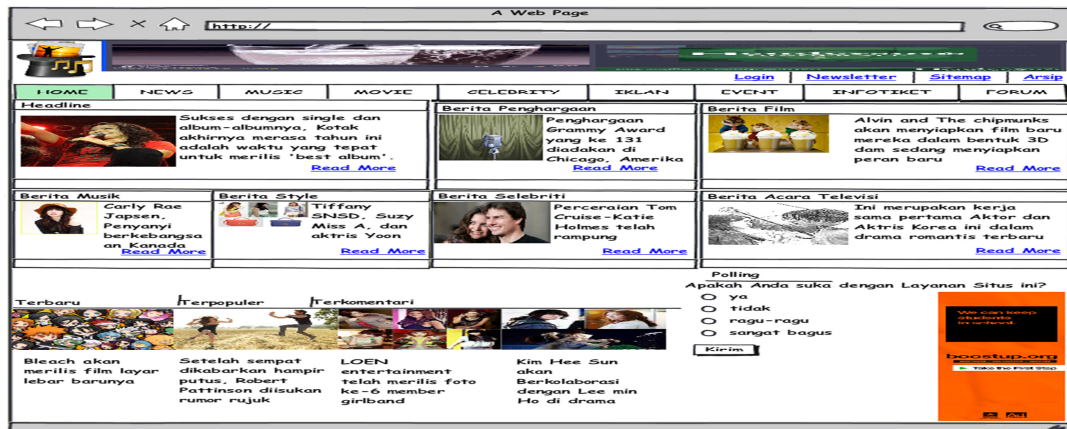 A Web Page
http://
Login
Newsletter
Sitemap
Arsip
HOME
NEWS
MUSIC
MOVIE
CELEBRITY
IKLAN
EVENT
INFOTIKET
FORUM
Headline
Sukses dengan single dan
album-albumnya, Kotak
akhirnya merasa tahun ini
adalah waktu yang tepat
untuk merilis 'best album'.
Read More
Berita Penghargaan
Penghargaan
Grammy Award
yang ke 131
diadakan di
Chicago, Amerika
Read More
Berita Film
Alvin and The chipmunks
akan menyiapkan film baru
mereka dalam bentuk 3D
dam sedang menyiapkan
peran baru
Read More
Berita Musik
Carly Rae
Japsen,
Penyanyi
berkebangsa
an Kanada
Read More
Berita Style
Tiffany
SNSD, Suzy
Miss A, dan
aktris Yoon
Read More
Berita Selebriti
Perceraian Tom
Cruise-Katie
Holmes telah
rampung
Read More
Berita Acara Televisi
Ini merupakan kerja
sama pertama Aktor dan
Aktris Korea ini dalam
drama romantis terbaru
Read More
Terbaru
Terpopuler
Terkomentari
Bleach akan
merilis film layar
lebar barunya
Setelah sempat
dikabarkan hampir
putus, Robert
Pattinson diisukan
rumor rujuk
LOEN
entertainment
telah merilis foto
ke-6 member
girlband
Kim Hee Sun
akan
Berkolaborasi
dengan Lee min
Ho di drama
Polling
Apakah Anda suka dengan Layanan Situs ini?
ya
tidak
ragu-ragu
sangat bagus
Kirim
We can keep
students
in school.
boostup.org
Take the First Step